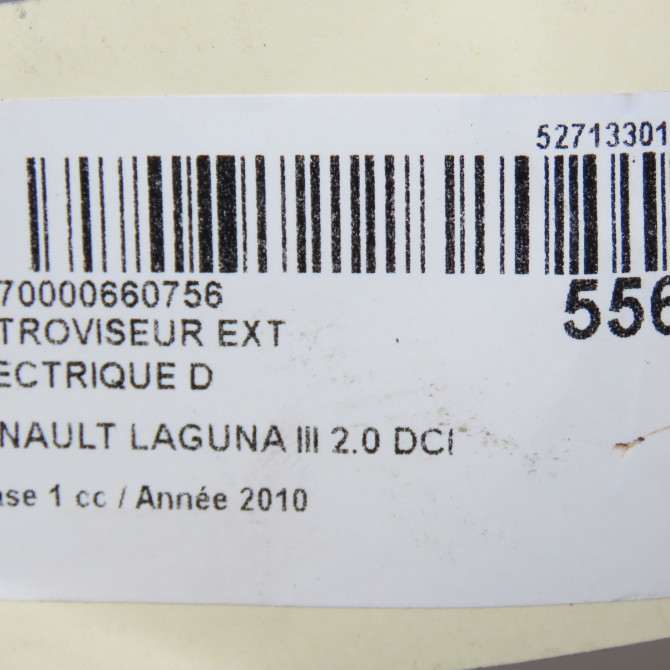 52713301
70000660756
556
TROVISEUR EXT
ECTRIQUE D
NAULT LAGUNA III 2.0 DCI
ase 1 cc / Année 2010